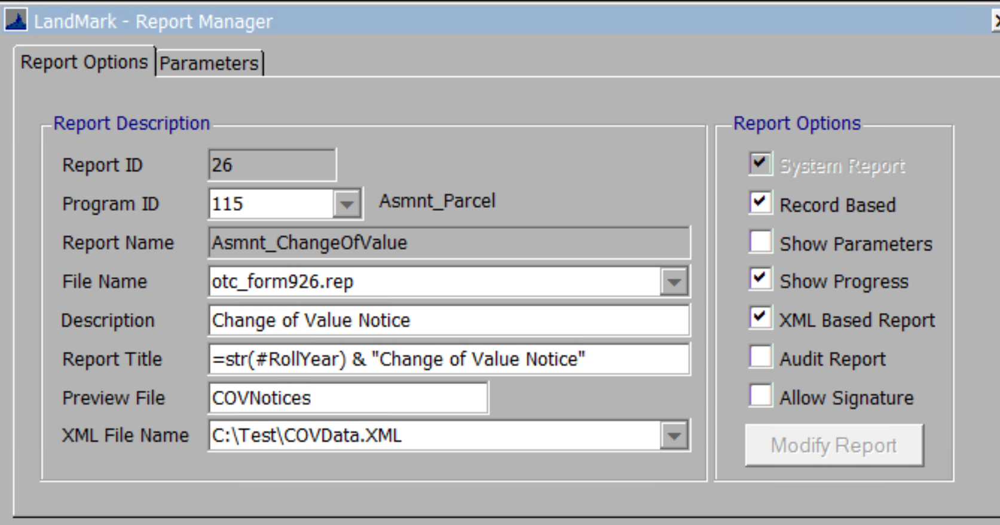 LandMark - Report Manager
Report Options
Parameters
Report Description
Report ID
26
Program ID
115
Asmnt_Parcel
Report Name
Asmnt_ChangeOfValue
File Name
otc_form926.rep
Description
Change of Value Notice
Report Title
=str(#RollYear) & "Change of Value Notice"
Preview File
COVNotices
XML File Name
C:\Test\COVData.XML
Report Options
System Report
Record Based
Show Parameters
Show Progress
XML Based Report
Audit Report
Allow Signature
Modify Report